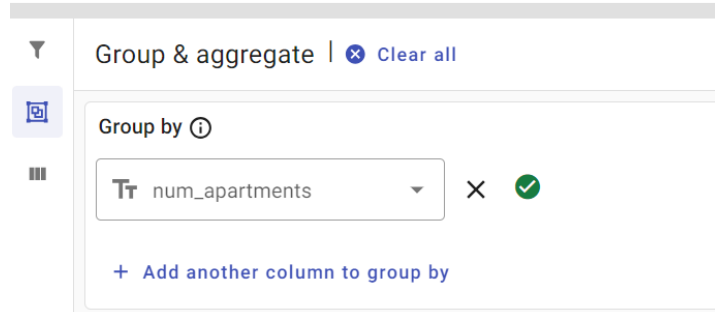 Group & aggregate | Clear all
Group by
Tт num_apartments
+ Add another column to group by